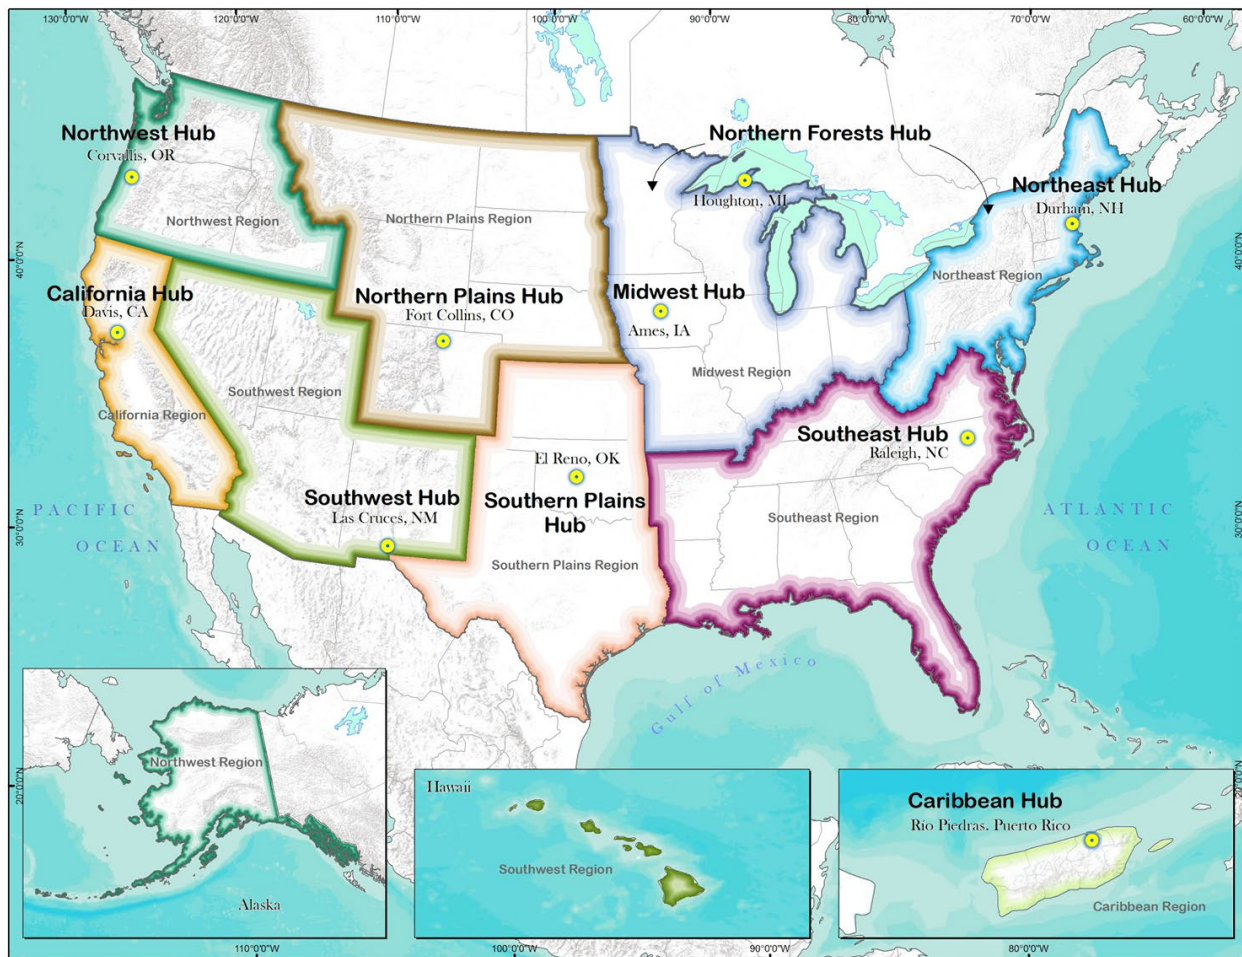 130°0'0"W
120°0'0"W
110°0'0"W
100°0'0"W
90°0'0"W
80°0'0"W
70°0'0"W
60°0'0"W
Northwest Hub
Corvallis, OR
Northwest Region
Northern Plains Region
Northern Forests Hub
Houghton, MI
Northeast Hub
Durham, NH
Northeast Region
40°0'0"N
40°0'0"N
California Hub
Davis, CA
Northern Plains Hub
Fort Collins, CO
Midwest Hub
Ames, IA
Midwest Region
Southwest Region
California Region
Southeast Hub
Raleigh, NC
El Reno, OK
Southern Plains
Hub
Southwest Hub
Las Cruces, NM
Southeast Region
Southern Plains Region
PACIFIC
OCEAN
ATLANTIC
OCEAN
30°0'0"N
30°0'0"N
Gulf of Mexico
20°0'0"N
20°0'0"N
Northwest Region
Alaska
Hawaii
Southwest Region
Caribbean Hub
Río Piedras. Puerto Rico
Caribbean Region
110°0'0"W
100°0'0"W
90°0'0"W
80°0'0"W